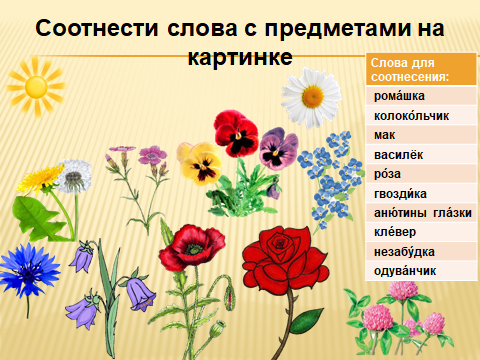 Соотнести слова с предметами на
картинке
Слова для
соотнесения:
рома́шка
колоко́льчик
мак
василёк
ро́за
гвозди́ка
аню́тины гла́зки
кле́вер
незабу́дка
одува́нчик